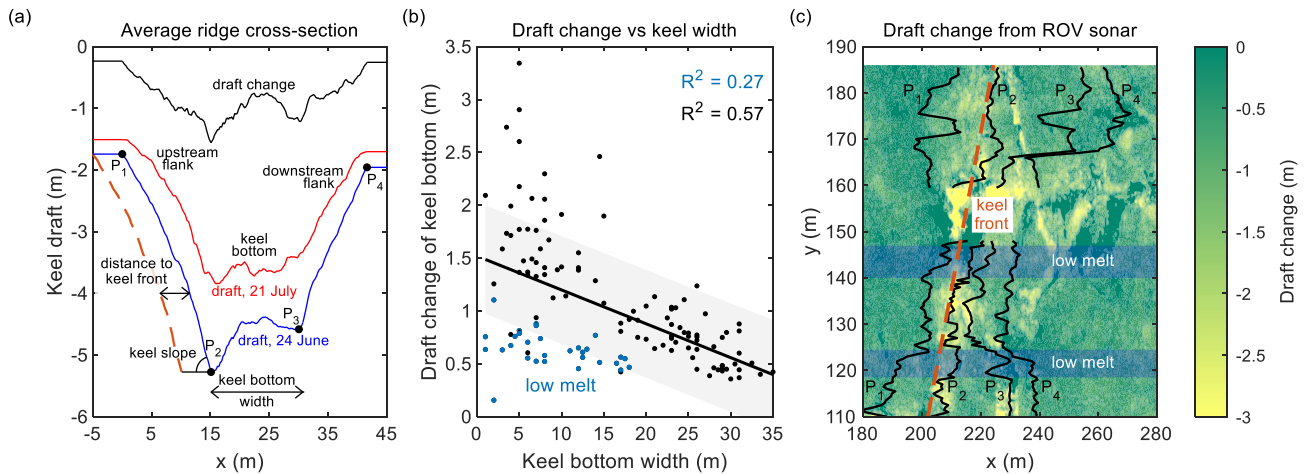 (a)
Average ridge cross-section
0
-1
-2
-3
-4
-5
-6
Keel draft (m)
-5
5
15
25
35
45
x (m)
draft change
upstream
flank
downstream
flank
P1
P4
keel
bottom
distance to
keel front
draft, 21 July
P3
P2
draft, 24 June
keel slope
keel bottom
width
(b)
Draft change vs keel width
3.5
3
2.5
2
1.5
1
0.5
0
Draft change of keel bottom (m)
0
5
10
15
20
25
30
35
Keel bottom width (m)
R² = 0.27
R² = 0.57
low melt
(c)
Draft change from ROV sonar
190
180
170
160
150
140
130
120
110
y (m)
180
200
220
240
260
280
x (m)
P1
P2
P3
P4
keel
front
low melt
low melt
P1
P2
P3
P4
0
-0.5
-1
-1.5
-2
-2.5
-3
Draft change (m)